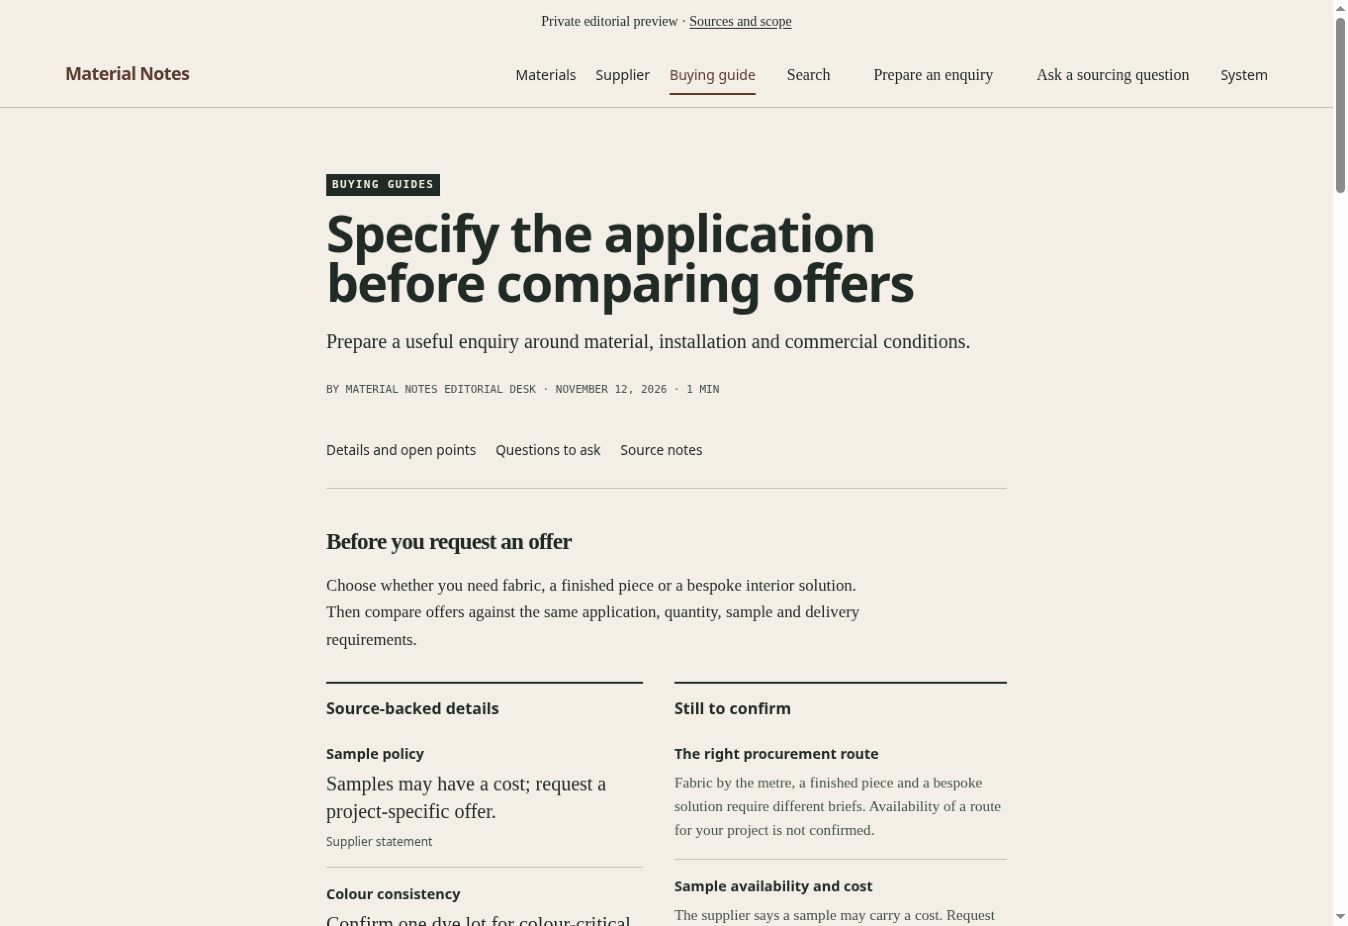 Private editorial preview · Sources and scope
Material Notes
Materials Supplier Buying guide Search Prepare an enquiry Ask a sourcing question System
BUYING GUIDES
Specify the application
before comparing offers
Prepare a useful enquiry around material, installation and commercial conditions.
BY MATERIAL NOTES EDITORIAL DESK · NOVEMBER 12, 2026 · 1 MIN
Details and open points Questions to ask Source notes
Before you request an offer
Choose whether you need fabric, a finished piece or a bespoke interior solution.
Then compare offers against the same application, quantity, sample and delivery
requirements.
Source-backed details
Sample policy
Samples may have a cost; request a
project-specific offer.
Supplier statement
Colour consistency
Confirm one dye lot for colour-critical
Still to confirm
The right procurement route
Fabric by the metre, a finished piece and a bespoke
solution require different briefs. Availability of a route
for your project is not confirmed.
Sample availability and cost
The supplier says a sample may carry a cost. Request